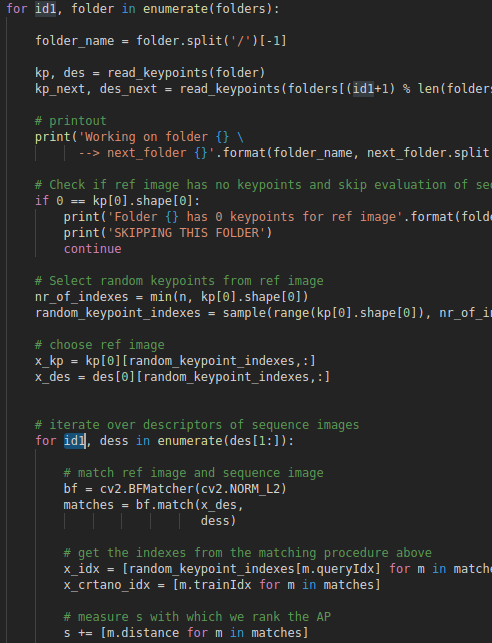 for id1, folder in enumerate(folders):
folder_name = folder.split('/')[-1]
kp, des = read_keypoints(folder)
kp_next, des_next = read_keypoints(folders[(id1+1) % len(folders
# printout
print('Working on folder {} \
--> next_folder {}'.format(folder_name, next_folder.split
# Check if ref image has no keypoints and skip evaluation of se
if 0 == kp[0].shape[0]:
print('Folder {} has 0 keypoints for ref image'.format(folde
print('SKIPPING THIS FOLDER')
continue
# Select random keypoints from ref image
nr_of_indexes = min(n, kp[0].shape[0])
random_keypoint_indexes = sample(range(kp[0].shape[0]), nr_of_i
# choose ref image
x_kp = kp[0][random_keypoint_indexes,:]
x_des = des[0][random_keypoint_indexes,:]
# iterate over descriptors of sequence images
for id1, dess in enumerate(des[1:]):
# match ref image and sequence image
bf = cv2.BFMatcher(cv2.NORM_L2)
matches = bf.match(x_des,
dess)
# get the indexes from the matching procedure above
x_idx = [random_keypoint_indexes[m.queryIdx] for m in matche
x_crtano_idx = [m.trainIdx for m in matches]
# measure s with which we rank the AP
s += [m.distance for m in matches]